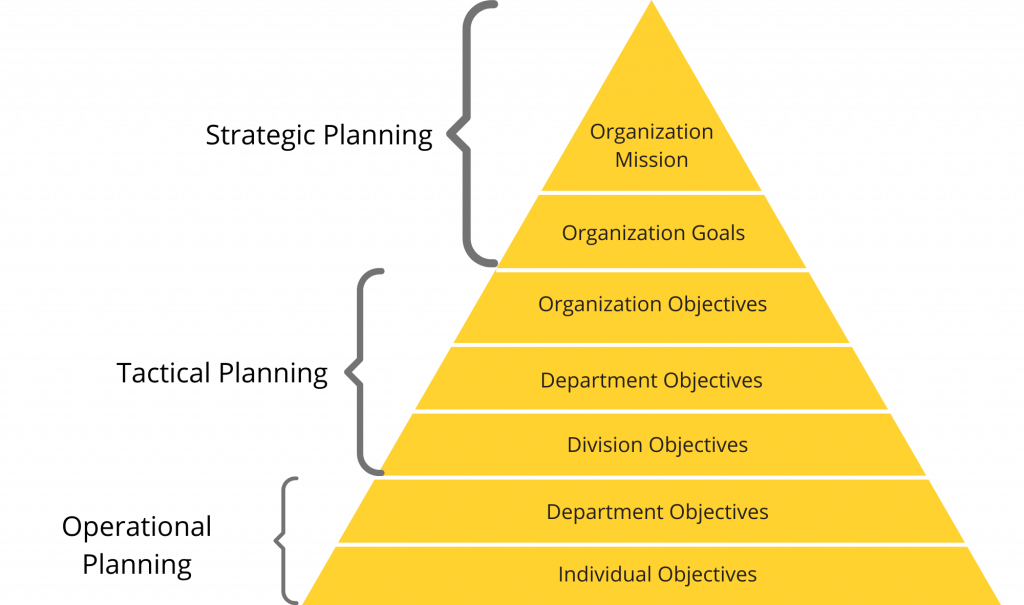 Strategic Planning
Organization
Mission
Organization Goals
Tactical Planning
Organization Objectives
Department Objectives
Division Objectives
Operational
Planning
Department Objectives
Individual Objectives